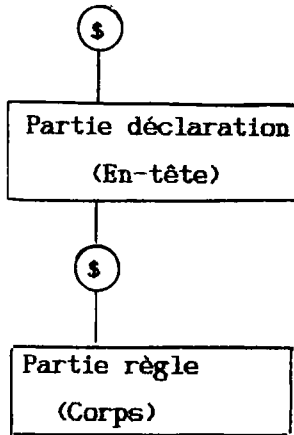 $
Partie déclaration
(En-tête)
$
Partie règle
(Corps)